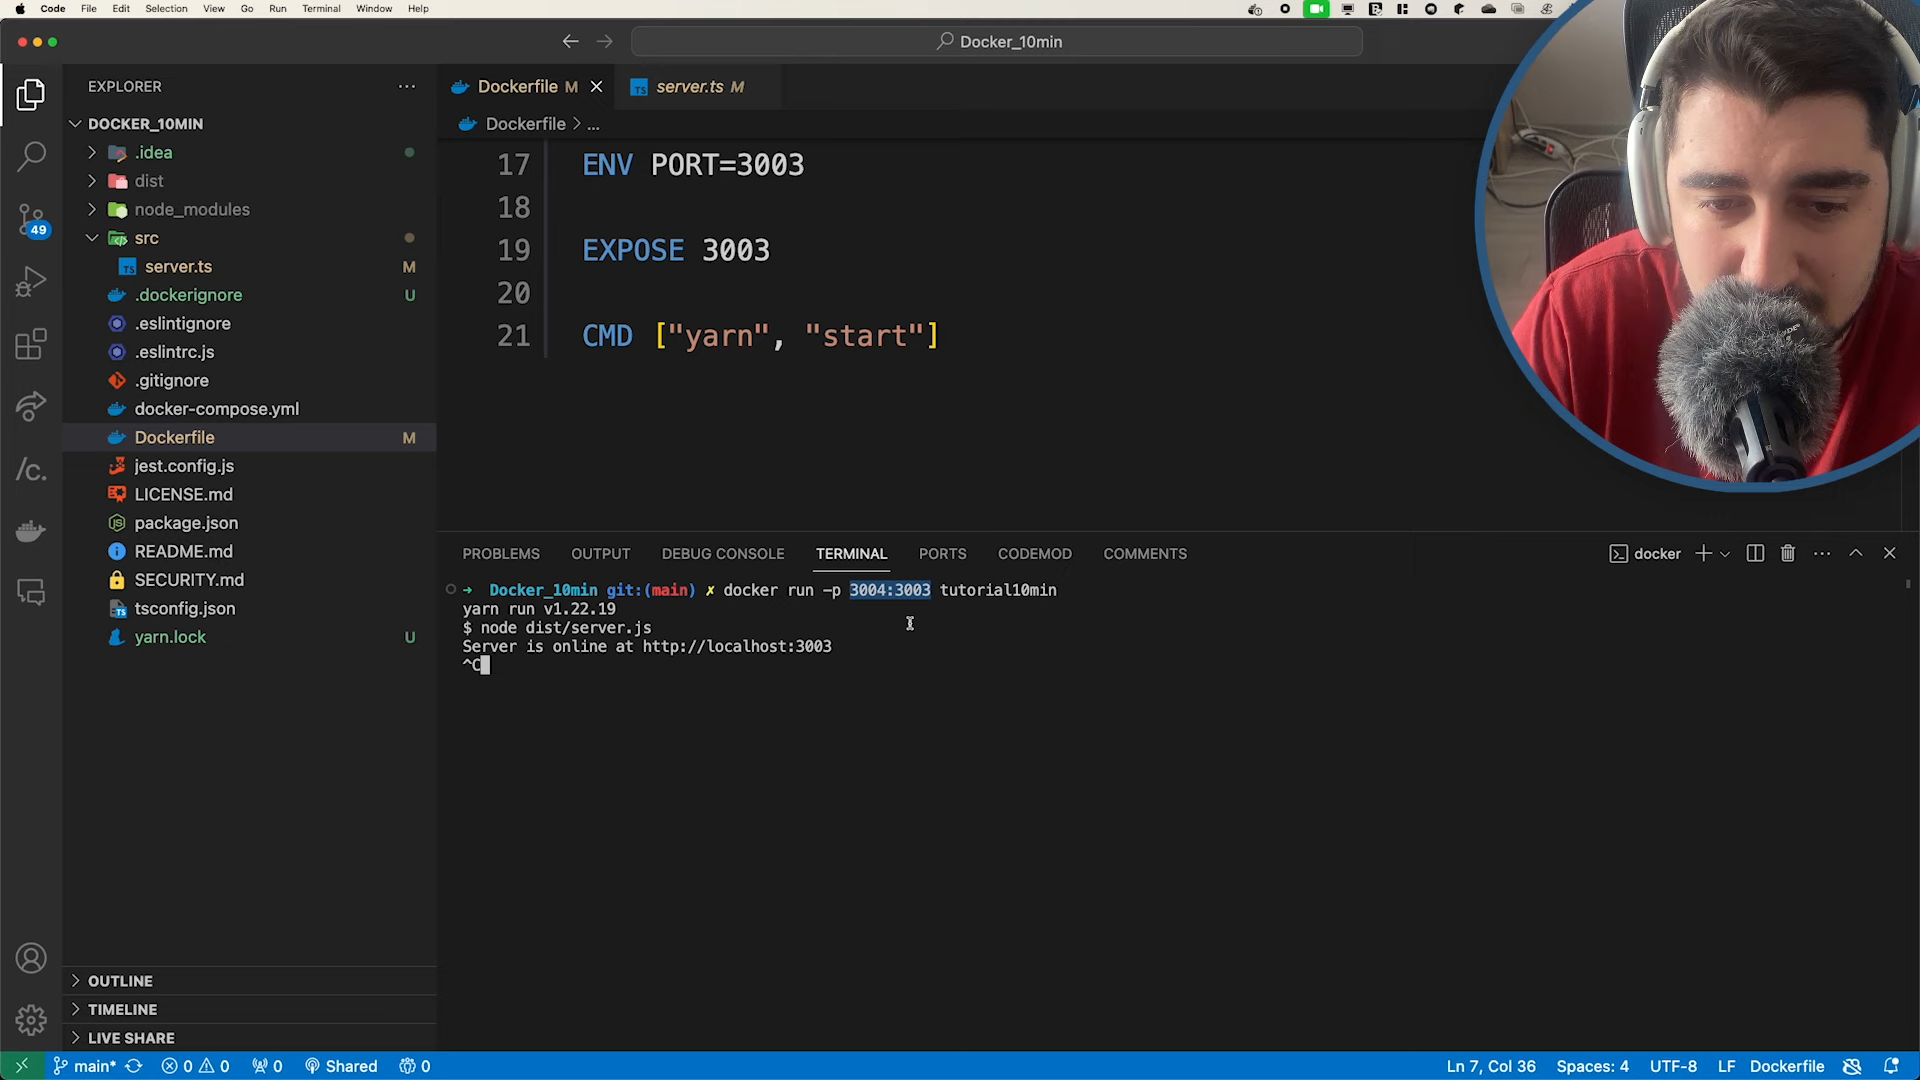 Code File Edit Selection View Go Run Terminal Window Help
Docker_10min
EXPLORER
DOCKER_10MIN
.idea
dist
node_modules
src
server.ts M
.dockerignore U
.eslintignore
.eslintrc.js
.gitignore
docker-compose.yml
Dockerfile M
jest.config.js
LICENSE.md
package.json
README.md
SECURITY.md
tsconfig.json
yarn.lock U
OUTLINE
TIMELINE
LIVE SHARE
49
Dockerfile M server.ts M
Dockerfile > ...
17 ENV PORT=3003
18
19 EXPOSE 3003
20
21 CMD ["yarn", "start"]
PROBLEMS OUTPUT DEBUG CONSOLE TERMINAL PORTS CODEMOD COMMENTS
docker
→ Docker_10min git:(main) ✗ docker run -p 3004:3003 tutorial10min
yarn run v1.22.19
$ node dist/server.js
Server is online at http://localhost:3003
^C
main* 0 0 0 Shared 0
Ln 7, Col 36 Spaces: 4 UTF-8 LF Dockerfile